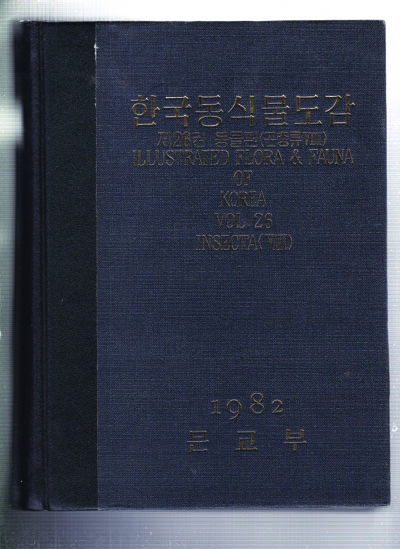 한국동식물도감
제26권 동물편(곤충류Ⅷ)
ILLUSTRATED FLORA & FAUNA
OF
KOREA
VOL 26
INSECTA(Ⅷ)
1982
문교부